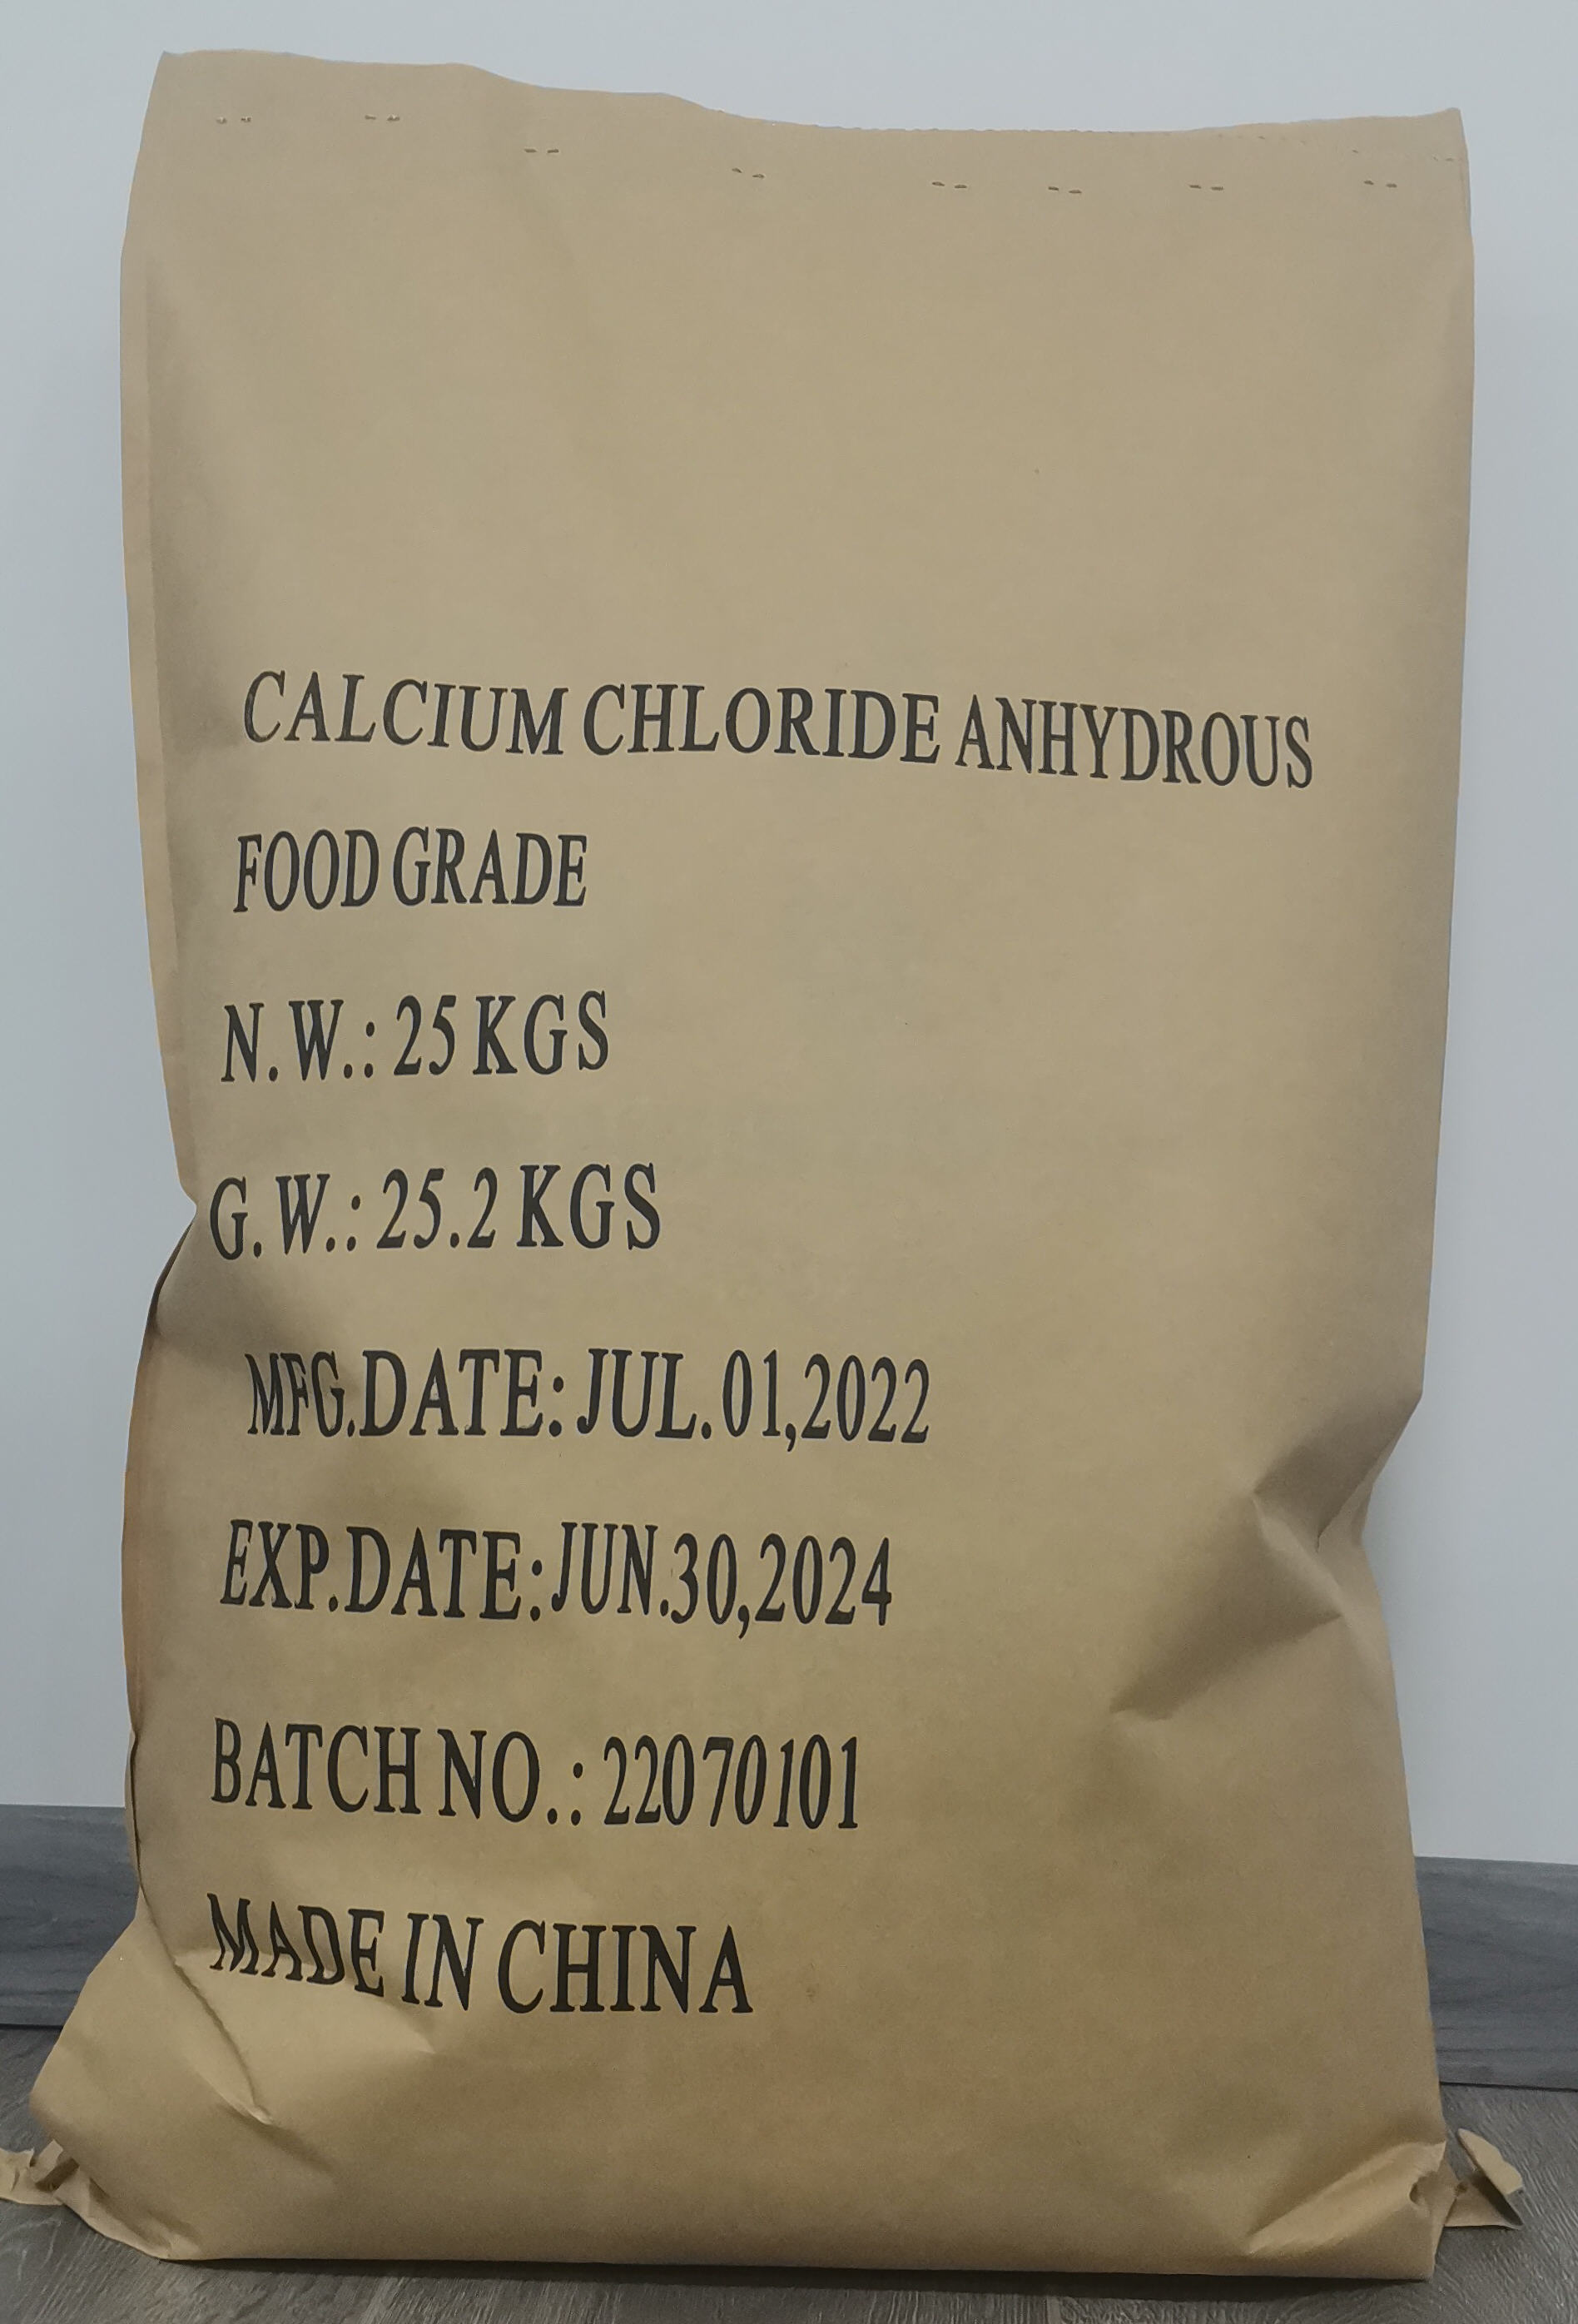 CALCIUM CHLORIDE ANHYDROUS
FOOD GRADE
N.W.: 25 KGS
G.W.: 25.2 KGS
MFG.DATE: JUL.01,2022
EXP.DATE: JUN.30,2024
BATCH NO.: 22070101
MADE IN CHINA